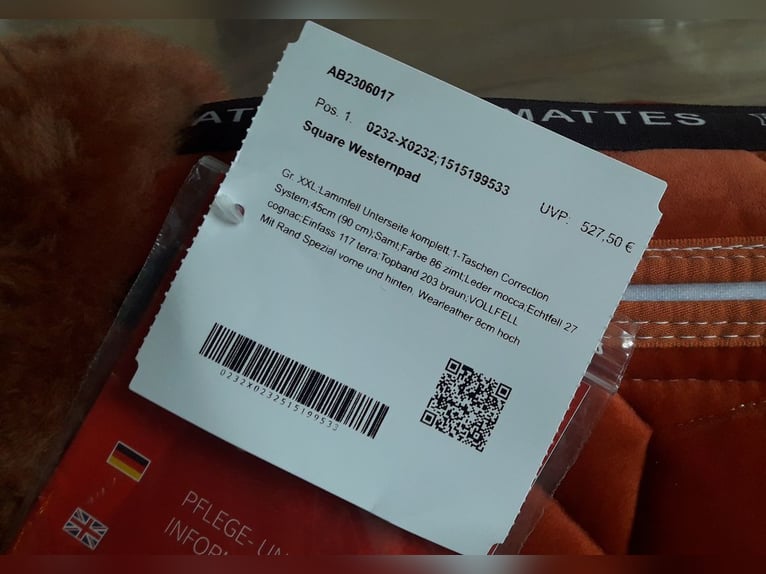 AB2306017
Pos. 1. 0232-X0232;1515199533
Square Westernpad
UVP: 527,50 €
Gr. XXL;Lammfell Unterseite komplett;1-Taschen Correction
System;45cm (90 cm);Samt;Farbe 86 zimt;Leder mocca;Echtfell 27
cognac;Einfass 117 terra;Topband 203 braun;VOLLFELL
Mit Rand Spezial vorne und hinten, Wearleather 8cm hoch
0232X0232515199533
MATTES
PFLEGE- UN
INFOR